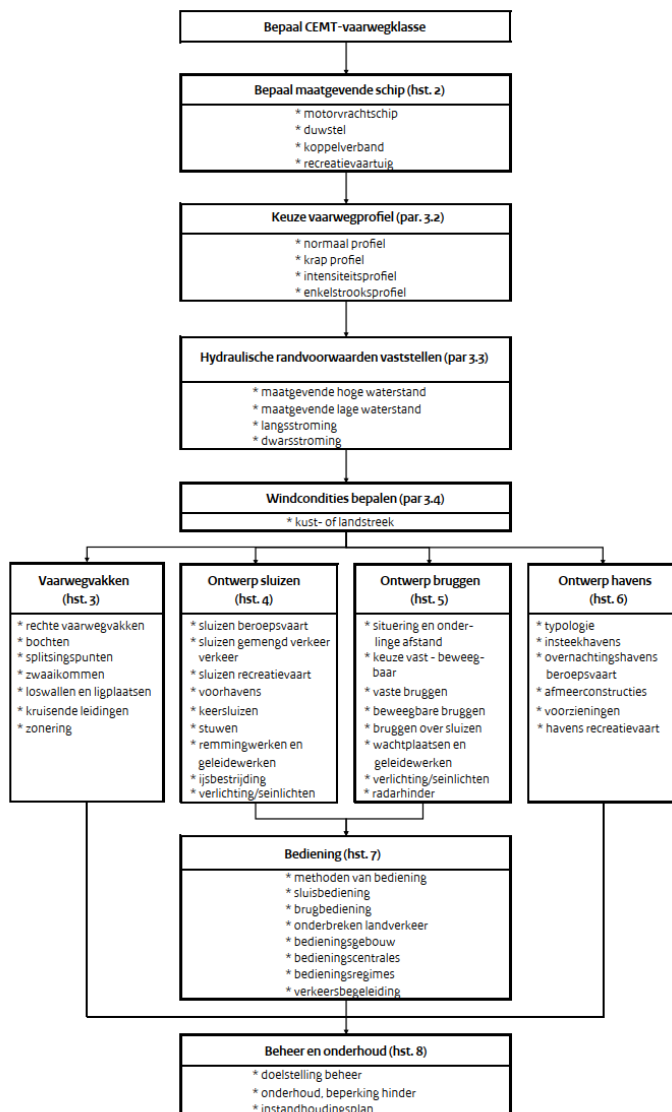 Bepaal CEMT-vaarwegklasse
Bepaal maatgevende schip (hst. 2)
* motorvrachtschip
* duwstel
* koppelverband
* recreatievaartuig
Keuze vaarwegprofiel (par. 3.2)
* normaal profiel
* krap profiel
* intensiteitsprofiel
* enkelstrooksprofiel
Hydraulische randvoorwaarden vaststellen (par 3.3)
* maatgevende hoge waterstand
* maatgevende lage waterstand
* langsstroming
* dwarsstroming
Windcondities bepalen (par 3.4)
* kust- of landstreek
Vaarwegvakken
(hst. 3)
* rechte vaarwegvakken
* bochten
* splitsingspunten
* zwaaikommen
* loswallen en ligplaatsen
* kruisende leidingen
* zonering
Ontwerp sluizen
(hst. 4)
* sluizen beroepsvaart
* sluizen gemengd verkeer
verkeer
* sluizen recreatievaart
* voorhavens
* keersluizen
* stuwen
* remmingwerken en
geleidewerken
* ijsbestrijding
* verlichting/seinlichten
Ontwerp bruggen
(hst. 5)
* situering en onder-
linge afstand
* keuze vast - beweeg-
baar
* vaste bruggen
* beweegbare bruggen
* bruggen over sluizen
* wachtplaatsen en
geleidewerken
* verlichting/seinlichten
* radarhinder
Ontwerp havens
(hst. 6)
* typologie
* insteekhavens
* overnachtingshavens
beroepsvaart
* afmeerconstructies
* voorzieningen
* havens recreatievaart
Bediening (hst. 7)
* methoden van bediening
* sluisbediening
* brugbediening
* onderbreken landverkeer
* bedieningsgebouw
* bedieningscentrales
* bedieningsregimes
* verkeersbegeleiding
Beheer en onderhoud (hst. 8)
* doelstelling beheer
* onderhoud, beperking hinder
* instandhoudingsplan